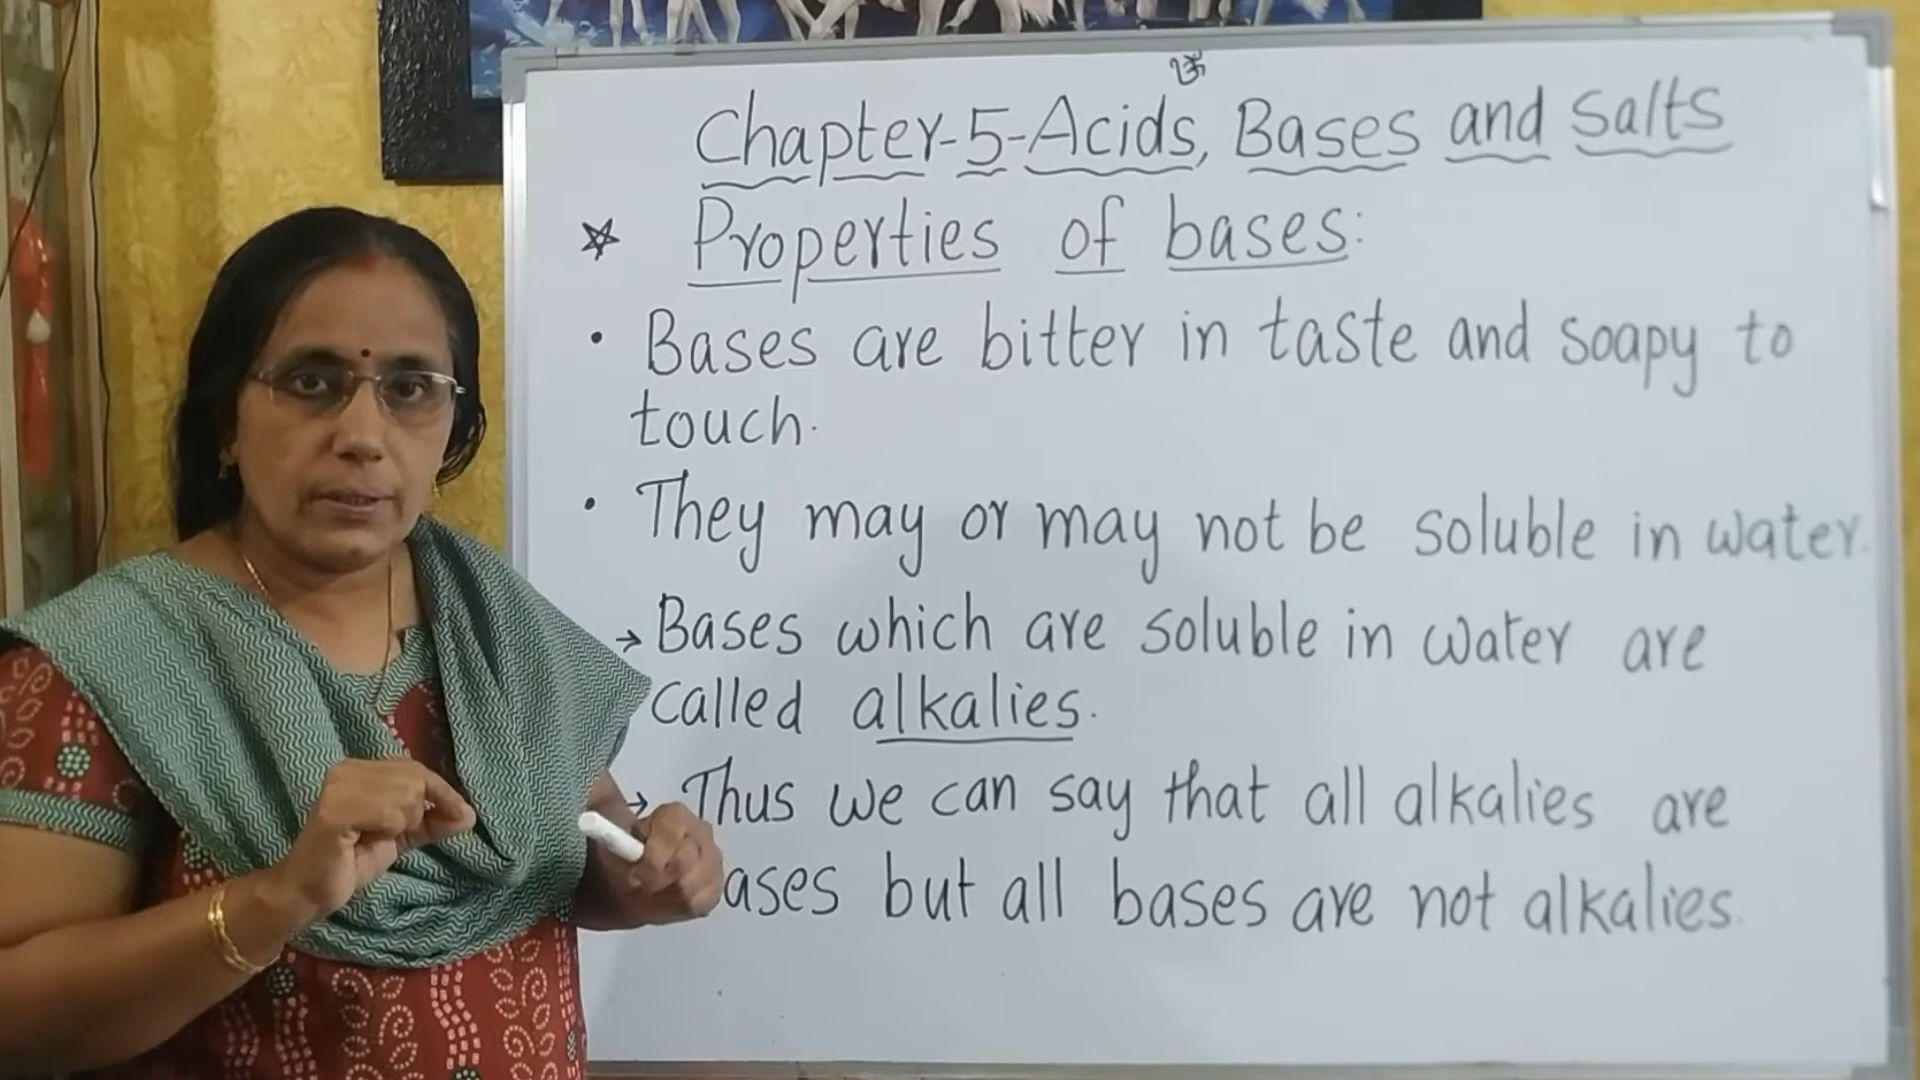 ॐ
Chapter-5-Acids, Bases and Salts
☆ Properties of bases:
• Bases are bitter in taste and soapy to
touch.
• They may or may not be soluble in water.
→ Bases which are soluble in water are
called alkalies.
→ Thus we can say that all alkalies are
ases but all bases are not alkalies.